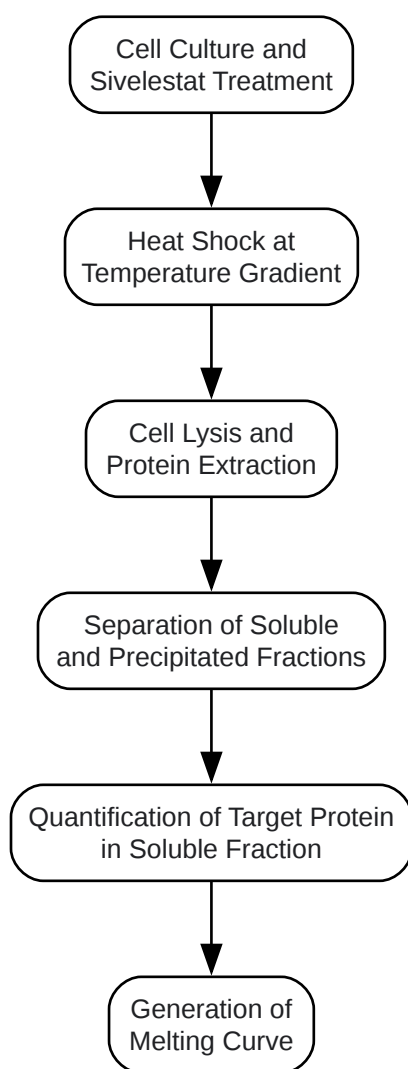 Cell Culture and
Sivelestat Treatment
Heat Shock at
Temperature Gradient
Cell Lysis and
Protein Extraction
Separation of Soluble
and Precipitated Fractions
Quantification of Target Protein
in Soluble Fraction
Generation of
Melting Curve